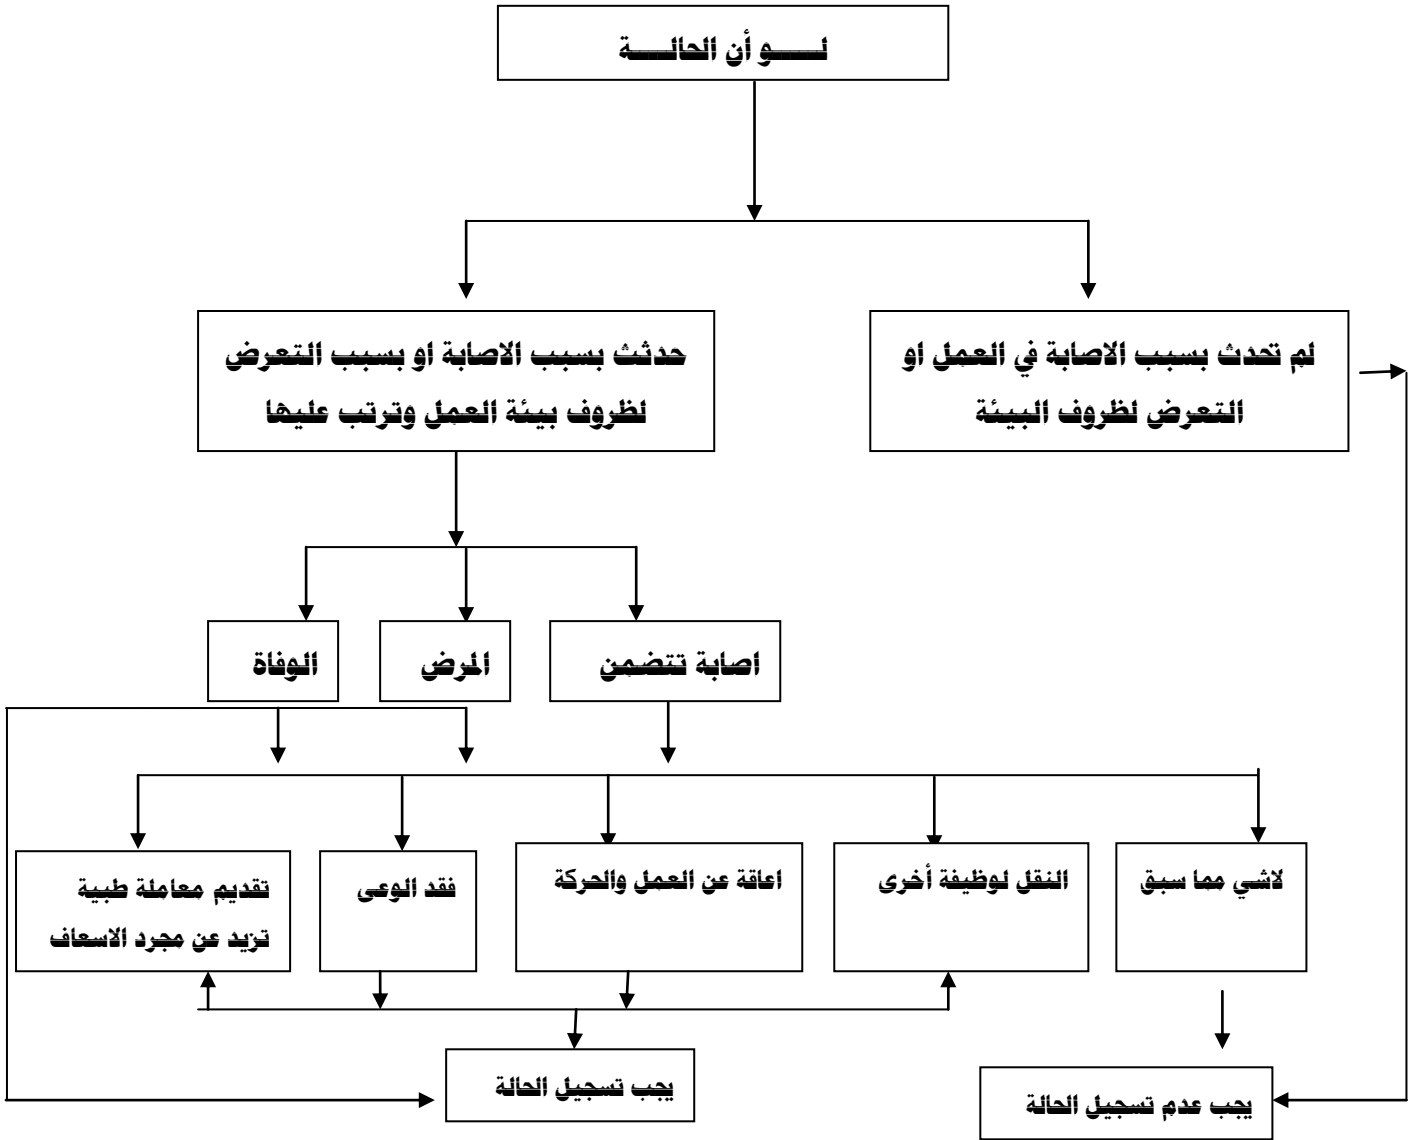 لـــــو أن الحالـــــة
لم تحدث بسبب الاصابة في العمل او
التعرض لظروف البيئة
حدثت بسبب الاصابة او بسبب التعرض
لظروف بيئة العمل وترتب عليها
اصابة تتضمن
المرض
الوفاة
لاشي مما سبق
النقل لوظيفة أخرى
اعاقة عن العمل والحركة
فقد الوعى
تقديم معاملة طبية
تزيد عن مجرد الاسعاف
يجب عدم تسجيل الحالة
يجب تسجيل الحالة